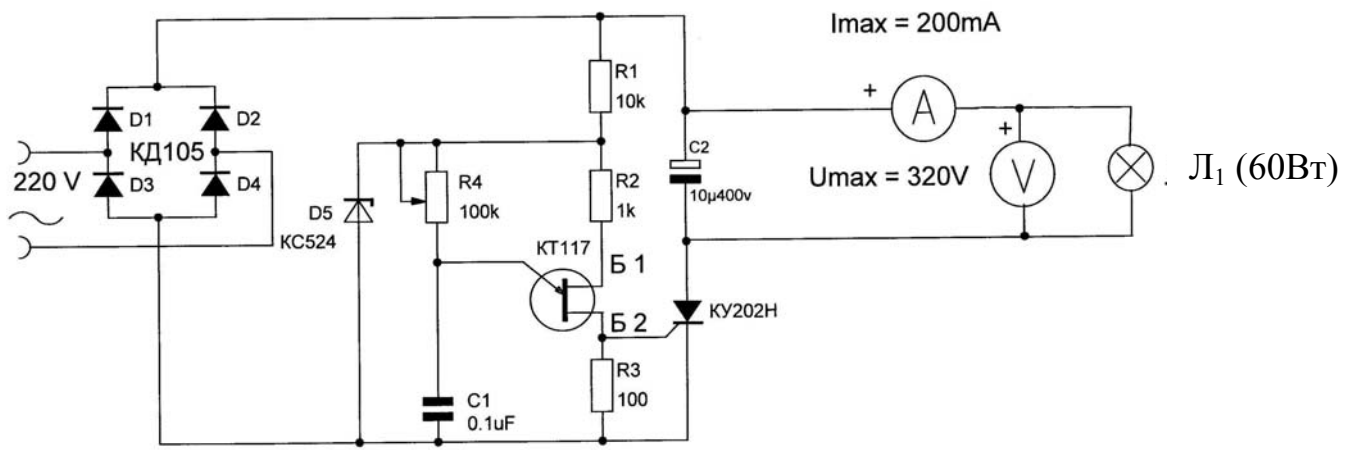 Imax = 200mA
R1
10k
+
A
D1
D2
КД105
C2
+
220 V
D3
D4
R4
100k
R2
1k
Umax = 320V
V
Л1 (60Вт)
10µ400v
D5
КС524
КТ117
Б 1
Б 2
КУ202Н
R3
100
C1
0.1uF